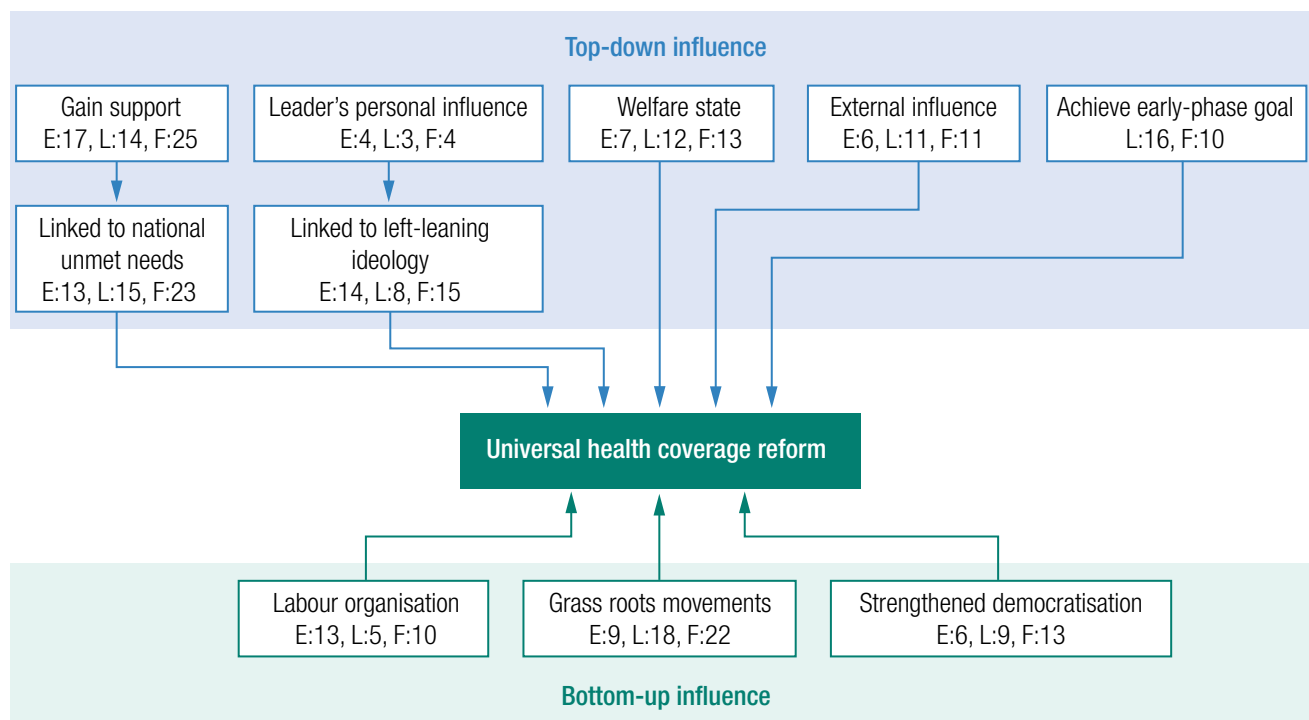 Top-down influence
Gain support
E:17, L:14, F:25
Leader's personal influence
E:4, L:3, F:4
Welfare state
E:7, L:12, F:13
External influence
E:6, L:11, F:11
Achieve early-phase goal
L:16, F:10
Linked to national
unmet needs
E:13, L:15, F:23
Linked to left-leaning
ideology
E:14, L:8, F:15
Universal health coverage reform
Labour organisation
E:13, L:5, F:10
Grass roots movements
E:9, L:18, F:22
Strengthened democratisation
E:6, L:9, F:13
Bottom-up influence